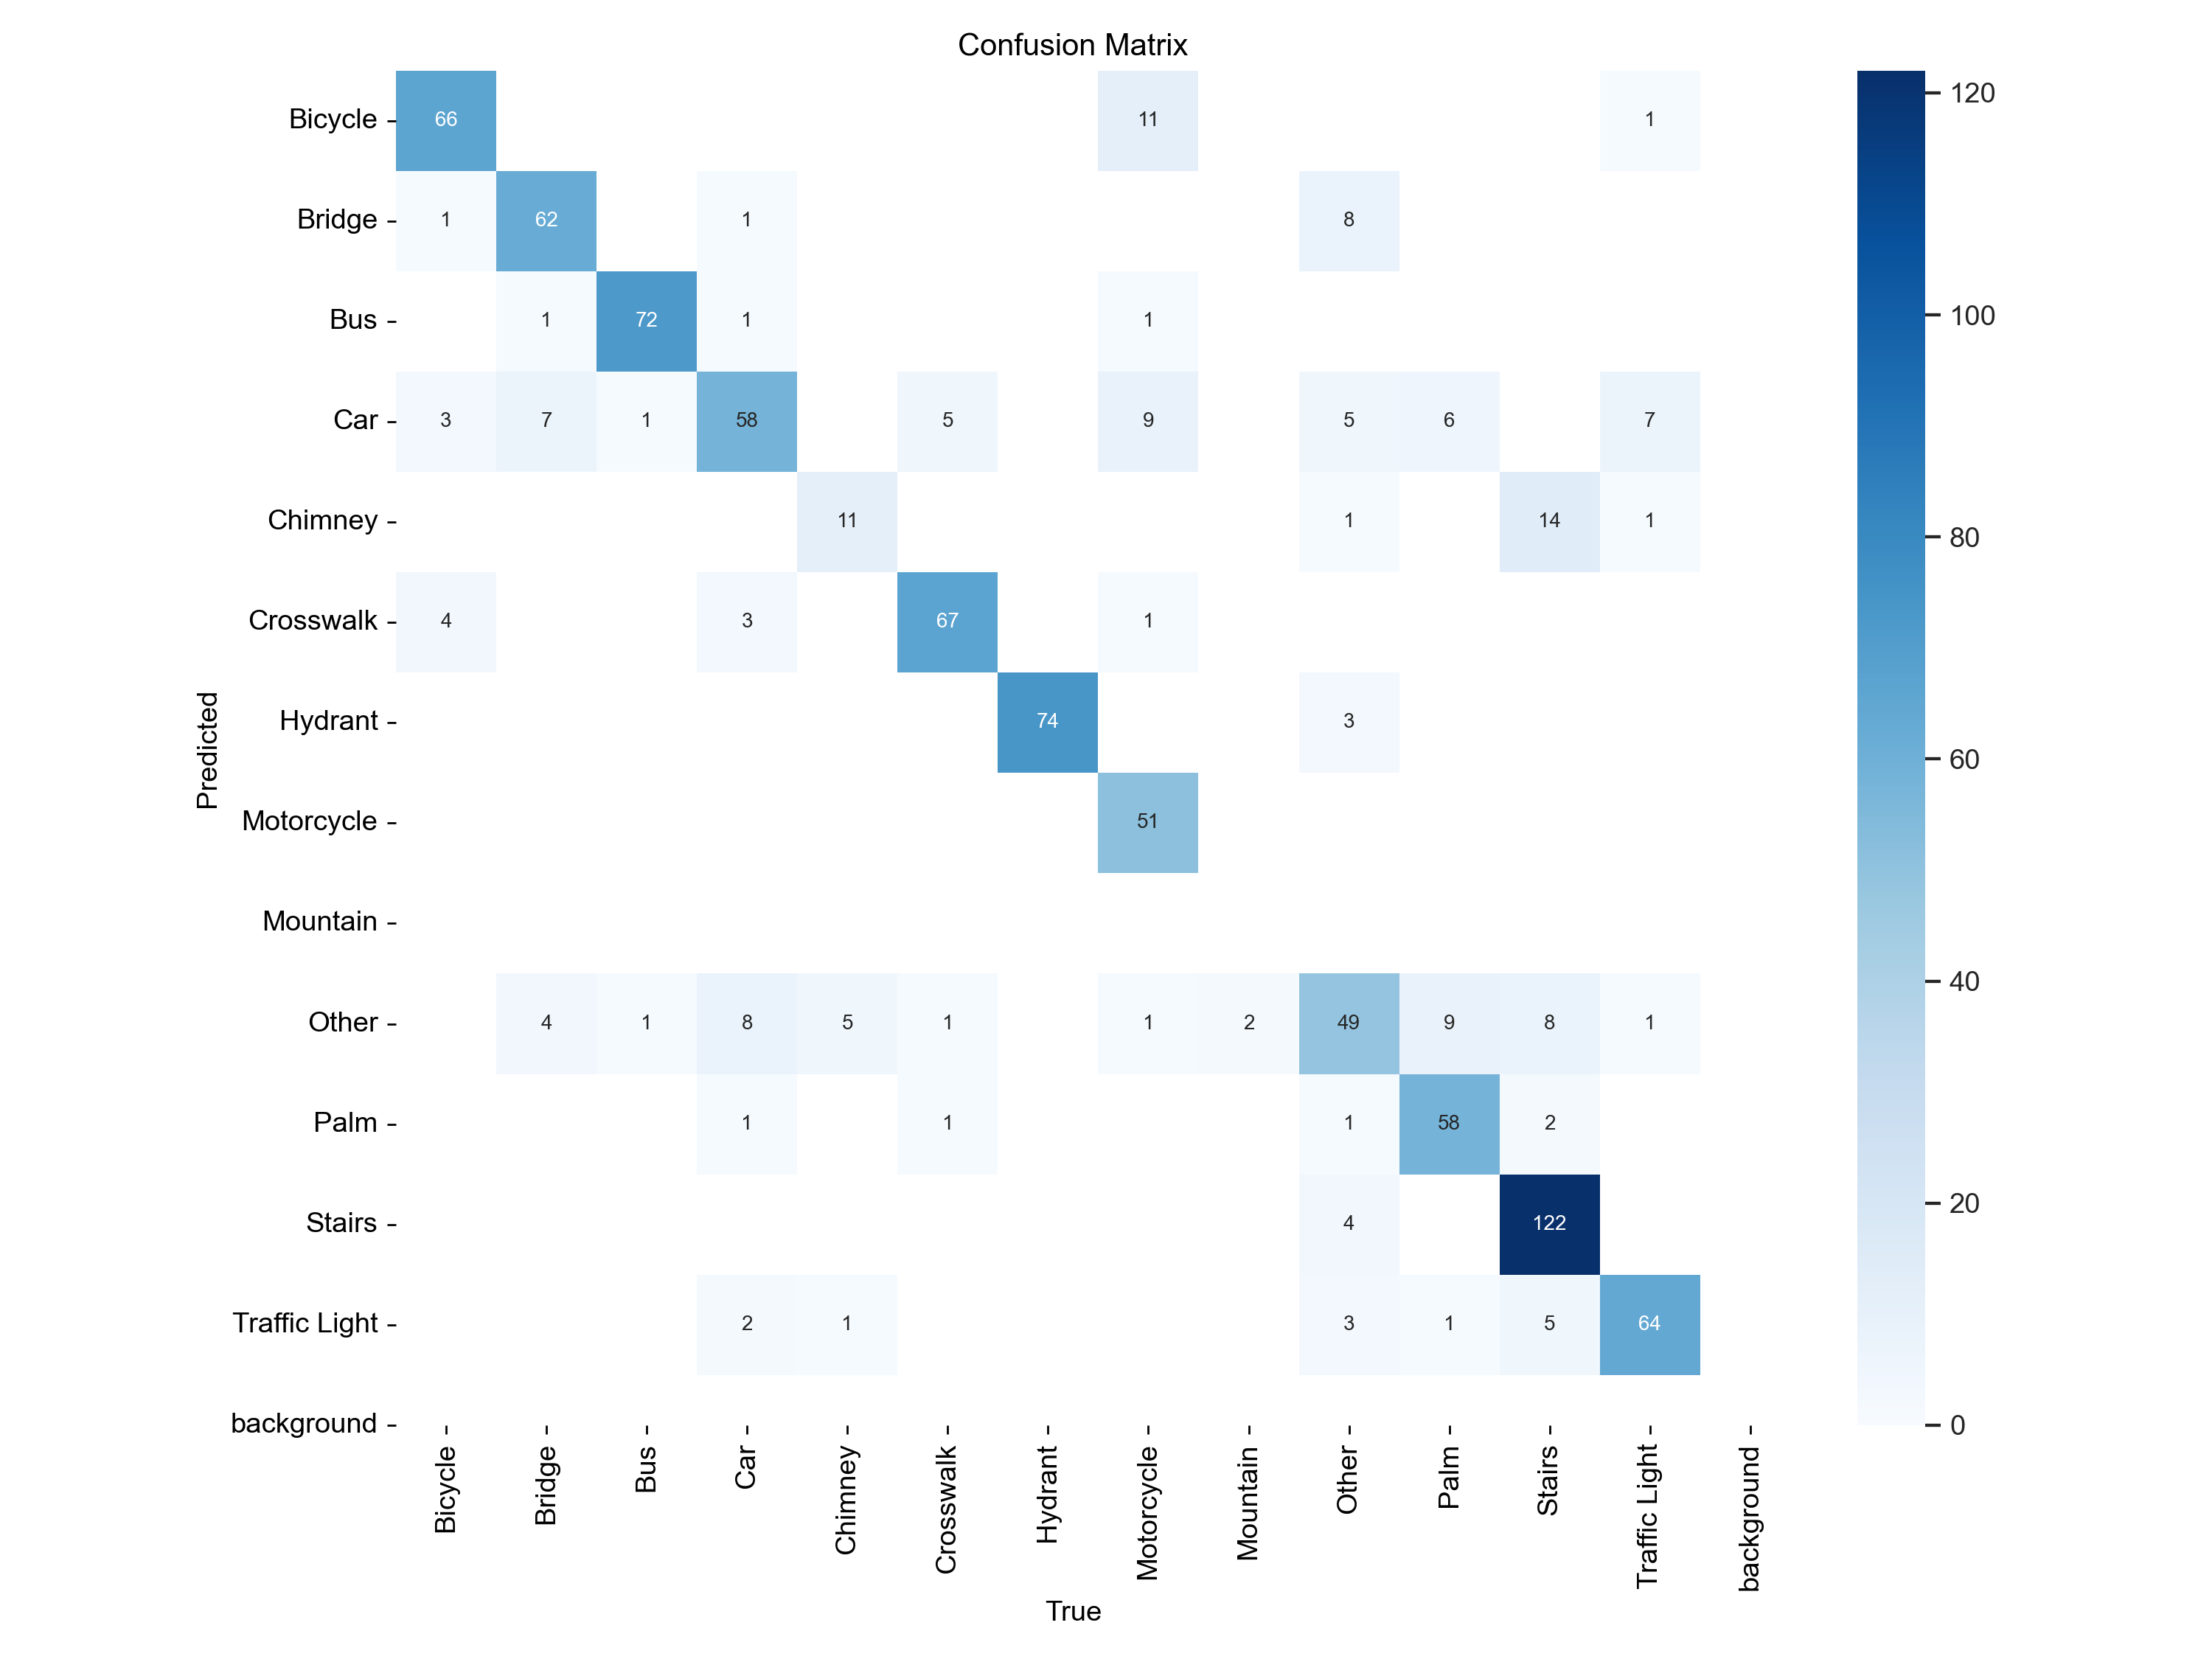 Confusion Matrix
Bicycle 66 11 1
Bridge 1 62 1 8
Bus 1 72 1 1
Car 3 7 1 58 5 9 5 6 7
Chimney 11 1 14 1
Crosswalk 4 3 67 1
Hydrant 74 3
Motorcycle 51
Mountain
Other 4 1 8 5 1 1 2 49 9 8 1
Palm 1 1 1 58 2
Stairs 4 122
Traffic Light 2 1 3 1 5 64
background
Predicted
Bicycle
Bridge
Bus
Car
Chimney
Crosswalk
Hydrant
Motorcycle
Mountain
Other
Palm
Stairs
Traffic Light
background
True
120
100
80
60
40
20
0